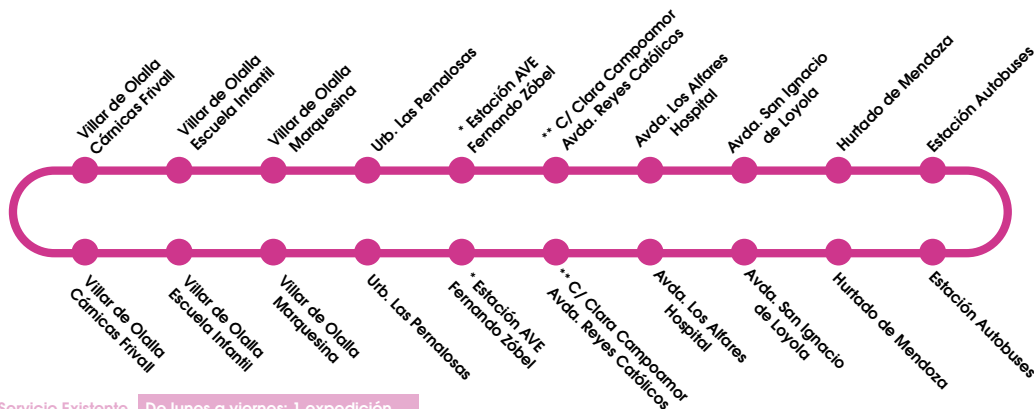 Villar de Olalla
Cárnicas Frivall
Villar de Olalla
Escuela Infantil
Villar de Olalla
Marquesina
Urb. Las Pernalosas
* Estación AVE
Fernando Zóbel
** C/ Clara Campoamor
Avda. Reyes Católicos
Avda. Los Alfares
Hospital
Avda. San Ignacio
de Loyola
Hurtado de Mendoza
Estación Autobuses
Villar de Olalla
Cárnicas Frivall
Villar de Olalla
Escuela Infantil
Villar de Olalla
Marquesina
Urb. Las Pernalosas
* Estación AVE
Fernando Zóbel
** C/ Clara Campoamor
Avda. Reyes Católicos
Avda. Los Alfares
Hospital
Avda. San Ignacio
de Loyola
Hurtado de Mendoza
Estación Autobuses
Servicio Existente De lunes a viernes: 1 expedición